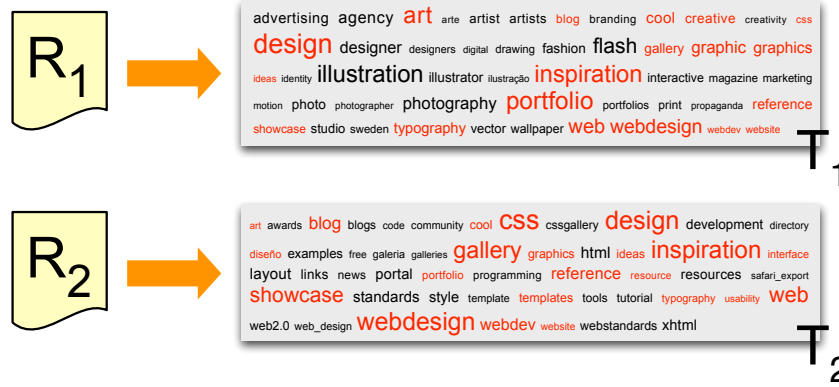 R1
advertising agency art arte artist artists blog branding cool creative creativity css
design designer designers digital drawing fashion flash gallery graphic graphics
ideas identity illustration illustrator ilustração inspiration interactive magazine marketing
motion photo photographer photography portfolio portfolios print propaganda reference
showcase studio sweden typography vector wallpaper web webdesign webdev website
T1
R2
art awards blog blogs code community cool css cssgallery design development directory
diseño examples free galeria galleries gallery graphics html ideas inspiration interface
layout links news portal portfolio programming reference resource resources safari_export
showcase standards style template templates tools tutorial typography usability web
web2.0 web_design webdesign webdev website webstandards xhtml
T2